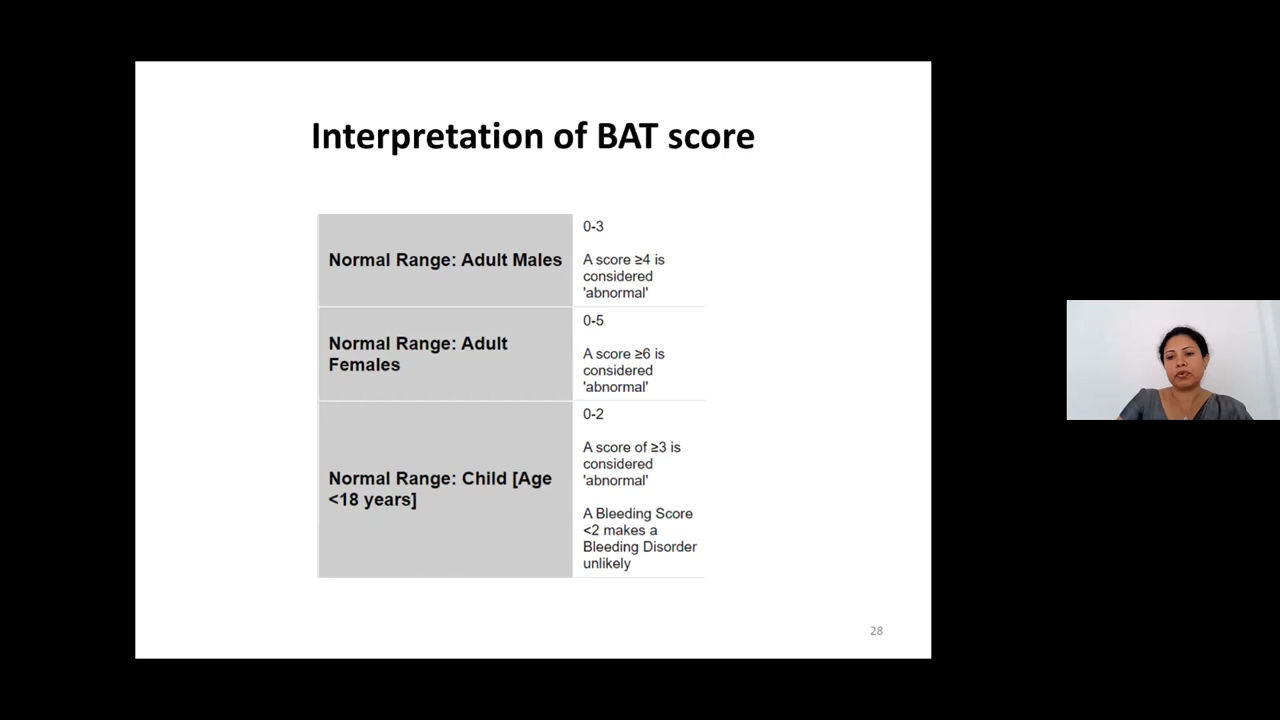 Interpretation of BAT score
Normal Range: Adult Males
0-3
A score ≥4 is
considered
'abnormal'
Normal Range: Adult
Females
0-5
A score ≥6 is
considered
'abnormal'
Normal Range: Child [Age
<18 years]
0-2
A score of ≥3 is
considered
'abnormal'
A Bleeding Score
<2 makes a
Bleeding Disorder
unlikely
28